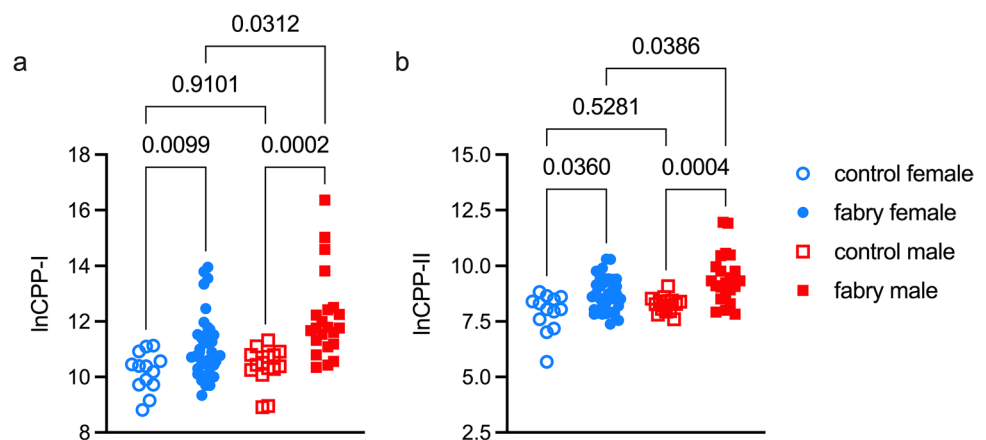 a
0.0312
0.9101
0.0099
0.0002
18
16
14
12
10
8
lnCPP-I
b
0.0386
0.5281
0.0360
0.0004
15.0
12.5
10.0
7.5
5.0
2.5
lnCPP-II
control female
fabry female
control male
fabry male